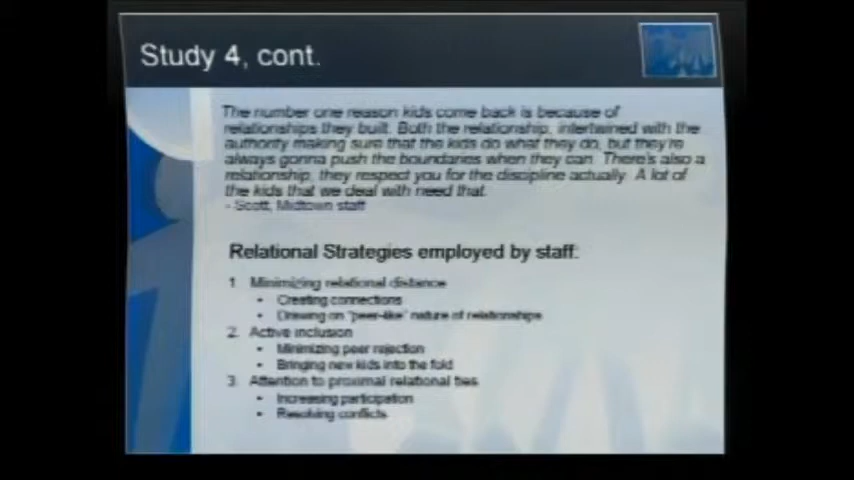 Study 4, cont.
The number one reason kids come back is because of
relationships they built. Both the relationship, intertwined with the
authority making sure that the kids do what they do, but they're
always gonna push the boundaries when they can. There's also a
relationship, they respect you for the discipline actually. A lot of
the kids that we deal with need that.
- Scott, Midtown staff
Relational Strategies employed by staff:
1. Minimizing relational distance
• Creating connections
• Drawing on "peer-like" nature of relationships
2. Active inclusion
• Minimizing peer rejection
• Bringing new kids into the fold
3. Attention to proximal relational ties
• Increasing participation
• Resolving conflicts